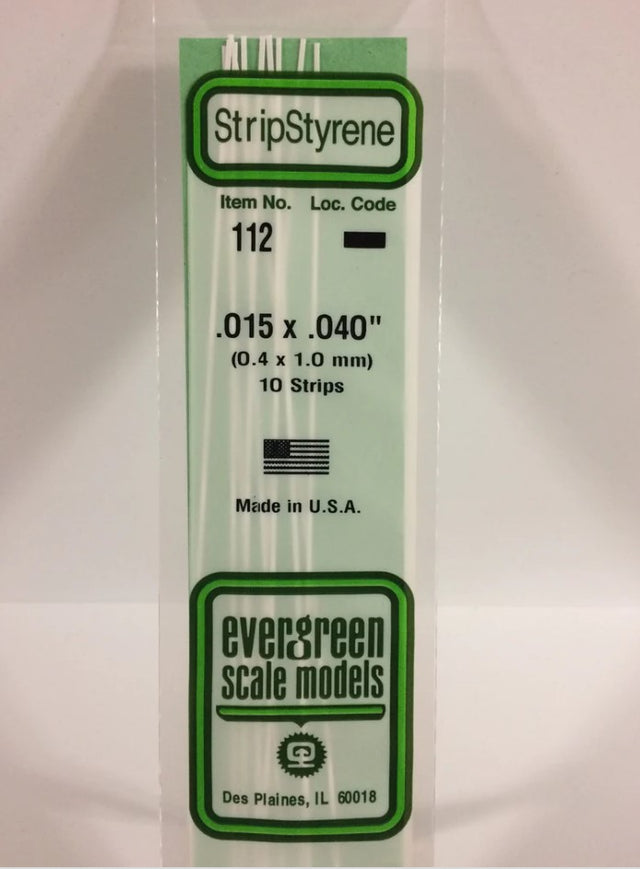 StripStyrene
Item No. Loc. Code
112
.015 x .040"
(0.4 x 1.0 mm)
10 Strips
Made in U.S.A.
evergreen
scale models
Des Plaines, IL 60018